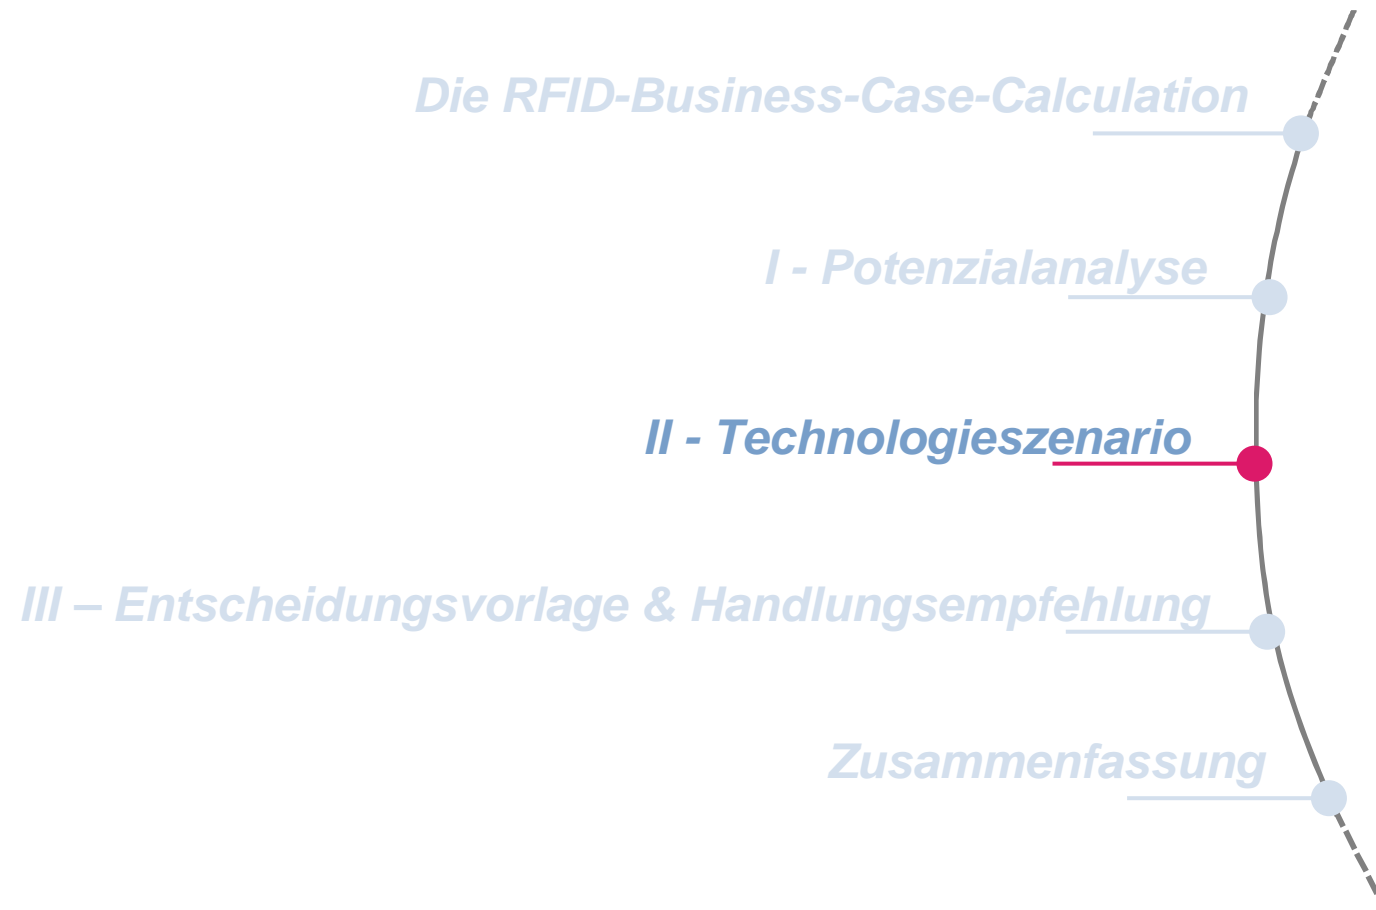 Die RFID-Business-Case-Calculation
I - Potenzialanalyse
II - Technologieszenario
III – Entscheidungsvorlage & Handlungsempfehlung
Zusammenfassung